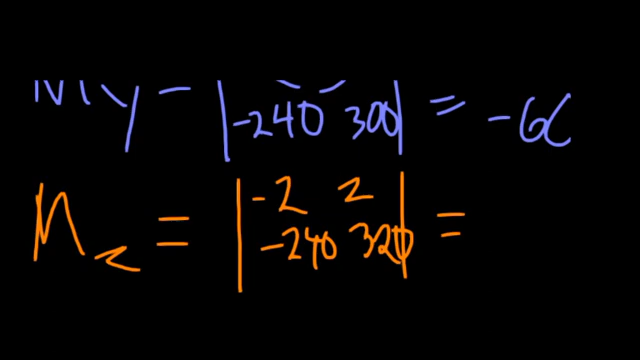 My = |-240 300| = -60
Mz = |-2 2|
|-240 320| =